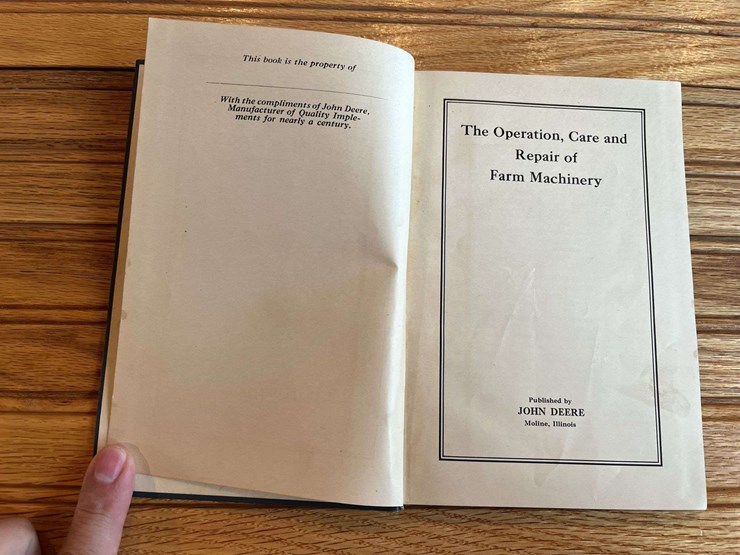 This book is the property of
With the compliments of John Deere,
Manufacturer of Quality Imple-
ments for nearly a century.
The Operation, Care and
Repair of
Farm Machinery
Published by
JOHN DEERE
Moline, Illinois